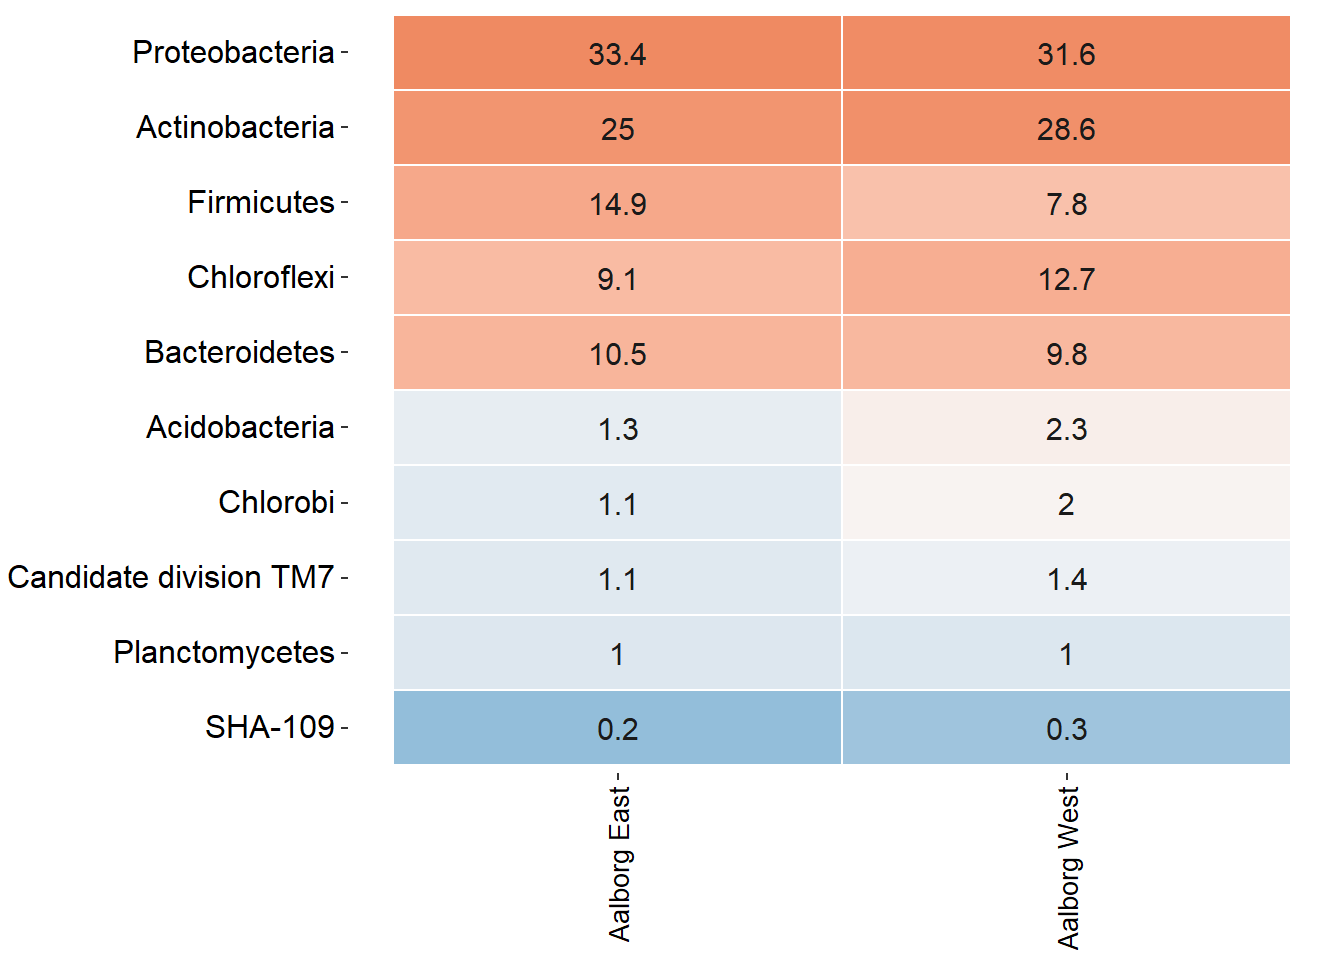 Proteobacteria 33.4 31.6
Actinobacteria 25 28.6
Firmicutes 14.9 7.8
Chloroflexi 9.1 12.7
Bacteroidetes 10.5 9.8
Acidobacteria 1.3 2.3
Chlorobi 1.1 2
Candidate division TM7 1.1 1.4
Planctomycetes 1 1
SHA-109 0.2 0.3
Aalborg East
Aalborg West